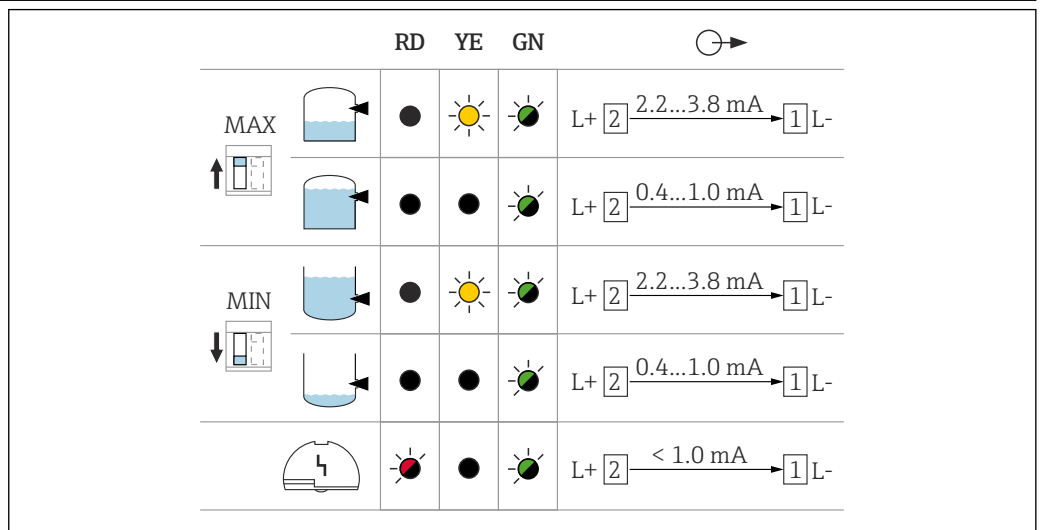 RD YE GN
MAX
L+ 2 2.2...3.8 mA 1 L-
L+ 2 0.4...1.0 mA 1 L-
MIN
L+ 2 2.2...3.8 mA 1 L-
L+ 2 0.4...1.0 mA 1 L-
L+ 2 < 1.0 mA 1 L-